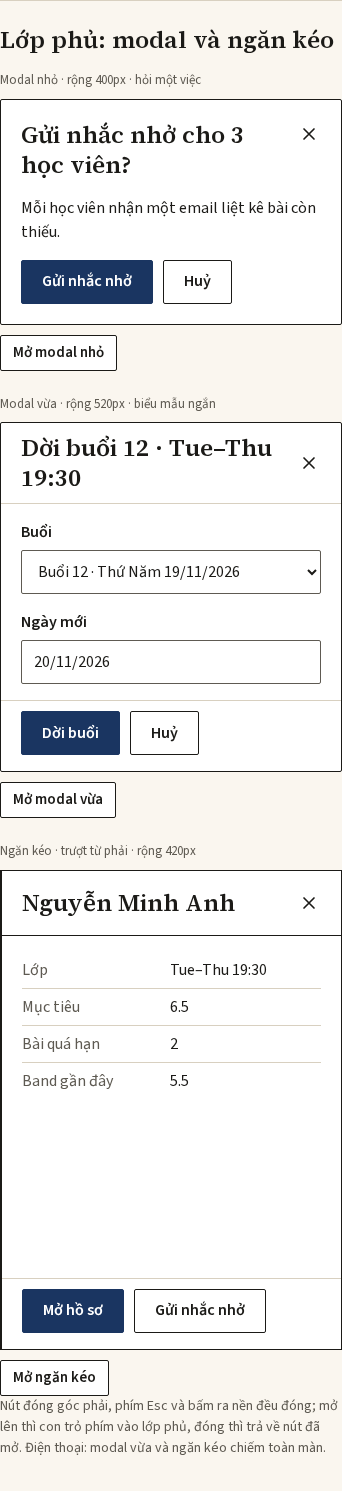 Lớp phủ: modal và ngăn kéo
Modal nhỏ · rộng 400px · hỏi một việc
Gửi nhắc nhở cho 3
học viên?
Mỗi học viên nhận một email liệt kê bài còn
thiếu.
Gửi nhắc nhở
Huỷ
Mở modal nhỏ
Modal vừa · rộng 520px · biểu mẫu ngắn
Dời buổi 12 · Tue–Thu
19:30
Buổi
Buổi 12 · Thứ Năm 19/11/2026
Ngày mới
20/11/2026
Dời buổi
Huỷ
Mở modal vừa
Ngăn kéo · trượt từ phải · rộng 420px
Nguyễn Minh Anh
Lớp
Tue–Thu 19:30
Mục tiêu
6.5
Bài quá hạn
2
Band gần đây
5.5
Mở hồ sơ
Gửi nhắc nhở
Mở ngăn kéo
Nút đóng góc phải, phím Esc và bấm ra nền đều đóng; mở
lên thì con trỏ phím vào lớp phủ, đóng thì trả về nút đã
mở. Điện thoại: modal vừa và ngăn kéo chiếm toàn màn.